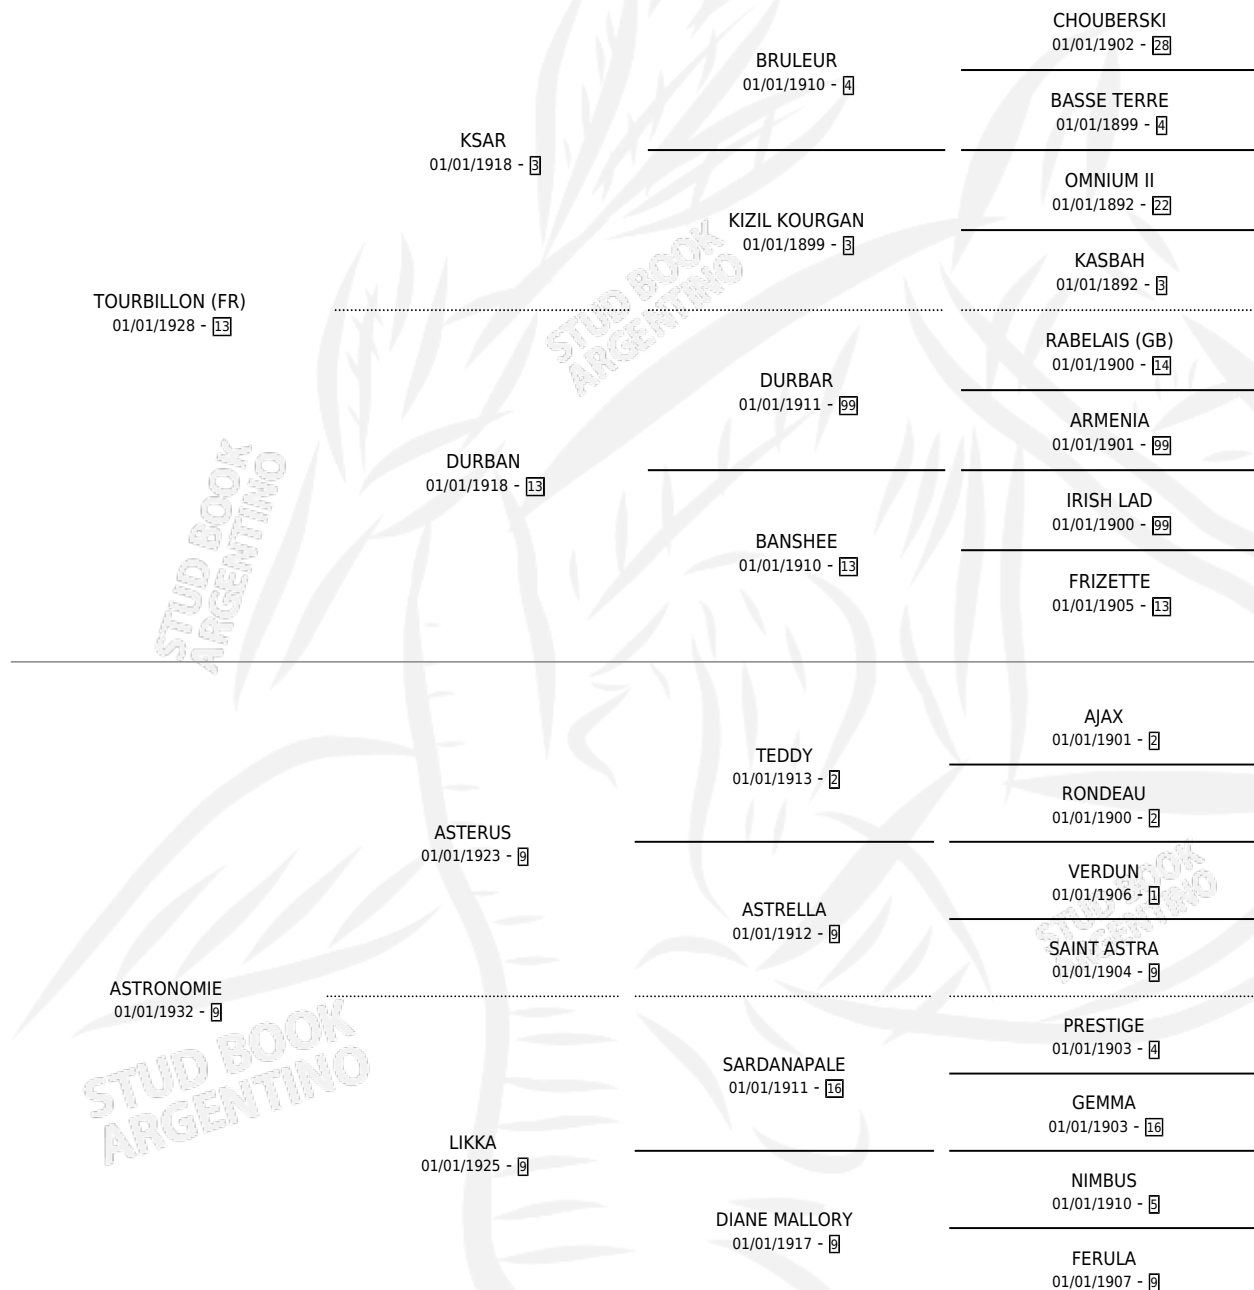 TOURBILLON (FR)
01/01/1928 - 13
KSAR
01/01/1918 - 3
DURBAN
01/01/1918 - 13
BRULEUR
01/01/1910 - 4
KIZIL KOURGAN
01/01/1899 - 3
DURBAR
01/01/1911 - 99
BANSHEE
01/01/1910 - 13
CHOUBERSKI
01/01/1902 - 28
BASSE TERRE
01/01/1899 - 4
OMNIUM II
01/01/1892 - 22
KASBAH
01/01/1892 - 3
RABELAIS (GB)
01/01/1900 - 14
ARMENIA
01/01/1901 - 99
IRISH LAD
01/01/1900 - 99
FRIZETTE
01/01/1905 - 13
STUD BOOK
ARGENTINO
STUD BOOK
ARGENTINO
ASTRONOMIE
01/01/1932 - 9
ASTERUS
01/01/1923 - 9
LIKKA
01/01/1925 - 9
TEDDY
01/01/1913 - 2
ASTRELLA
01/01/1912 - 9
SARDANAPALE
01/01/1911 - 16
DIANE MALLORY
01/01/1917 - 9
AJAX
01/01/1901 - 2
RONDEAU
01/01/1900 - 2
VERDUN
01/01/1906 - 1
SAINT ASTRA
01/01/1904 - 9
PRESTIGE
01/01/1903 - 4
GEMMA
01/01/1903 - 16
NIMBUS
01/01/1910 - 5
FERULA
01/01/1907 - 9
STUD BOOK
ARGENTINO
STUD BOOK
ARGENTINO